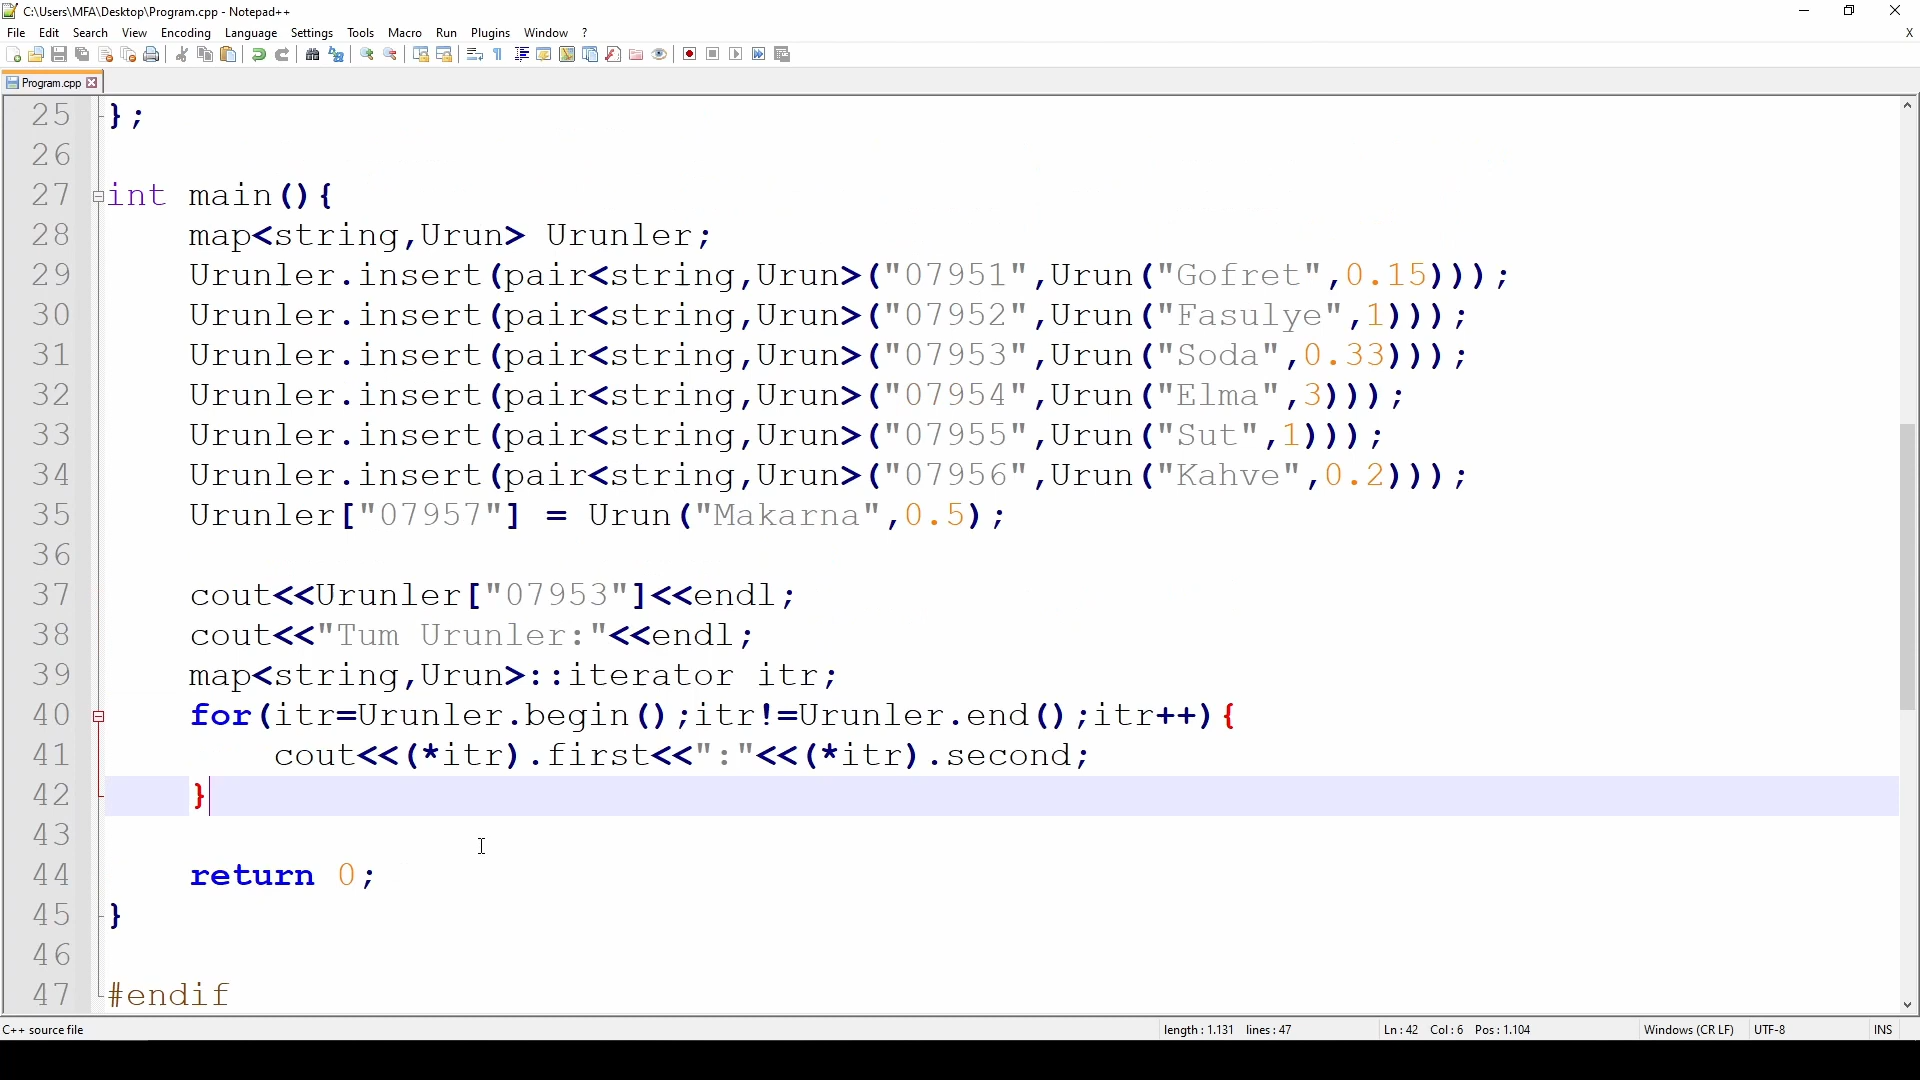 C:\Users\MFA\Desktop\Program.cpp - Notepad++
File Edit Search View Encoding Language Settings Tools Macro Run Plugins Window ? X
Program.cpp
25 };
26
27 int main(){
28 map<string,Urun> Urunler;
29 Urunler.insert(pair<string,Urun>("07951",Urun("Gofret",0.15)));
30 Urunler.insert(pair<string,Urun>("07952",Urun("Fasulye",1)));
31 Urunler.insert(pair<string,Urun>("07953",Urun("Soda",0.33)));
32 Urunler.insert(pair<string,Urun>("07954",Urun("Elma",3)));
33 Urunler.insert(pair<string,Urun>("07955",Urun("Sut",1)));
34 Urunler.insert(pair<string,Urun>("07956",Urun("Kahve",0.2)));
35 Urunler["07957"] = Urun("Makarna",0.5);
36
37 cout<<Urunler["07953"]<<endl;
38 cout<<"Tum Urunler:"<<endl;
39 map<string,Urun>::iterator itr;
40 for(itr=Urunler.begin();itr!=Urunler.end();itr++){
41 cout<<(*itr).first<<":"<<(*itr).second;
42 }
43
44 return 0;
45 }
46
47 #endif
C++ source file length : 1.131 lines : 47 Ln : 42 Col : 6 Pos : 1.104 Windows (CR LF) UTF-8 INS